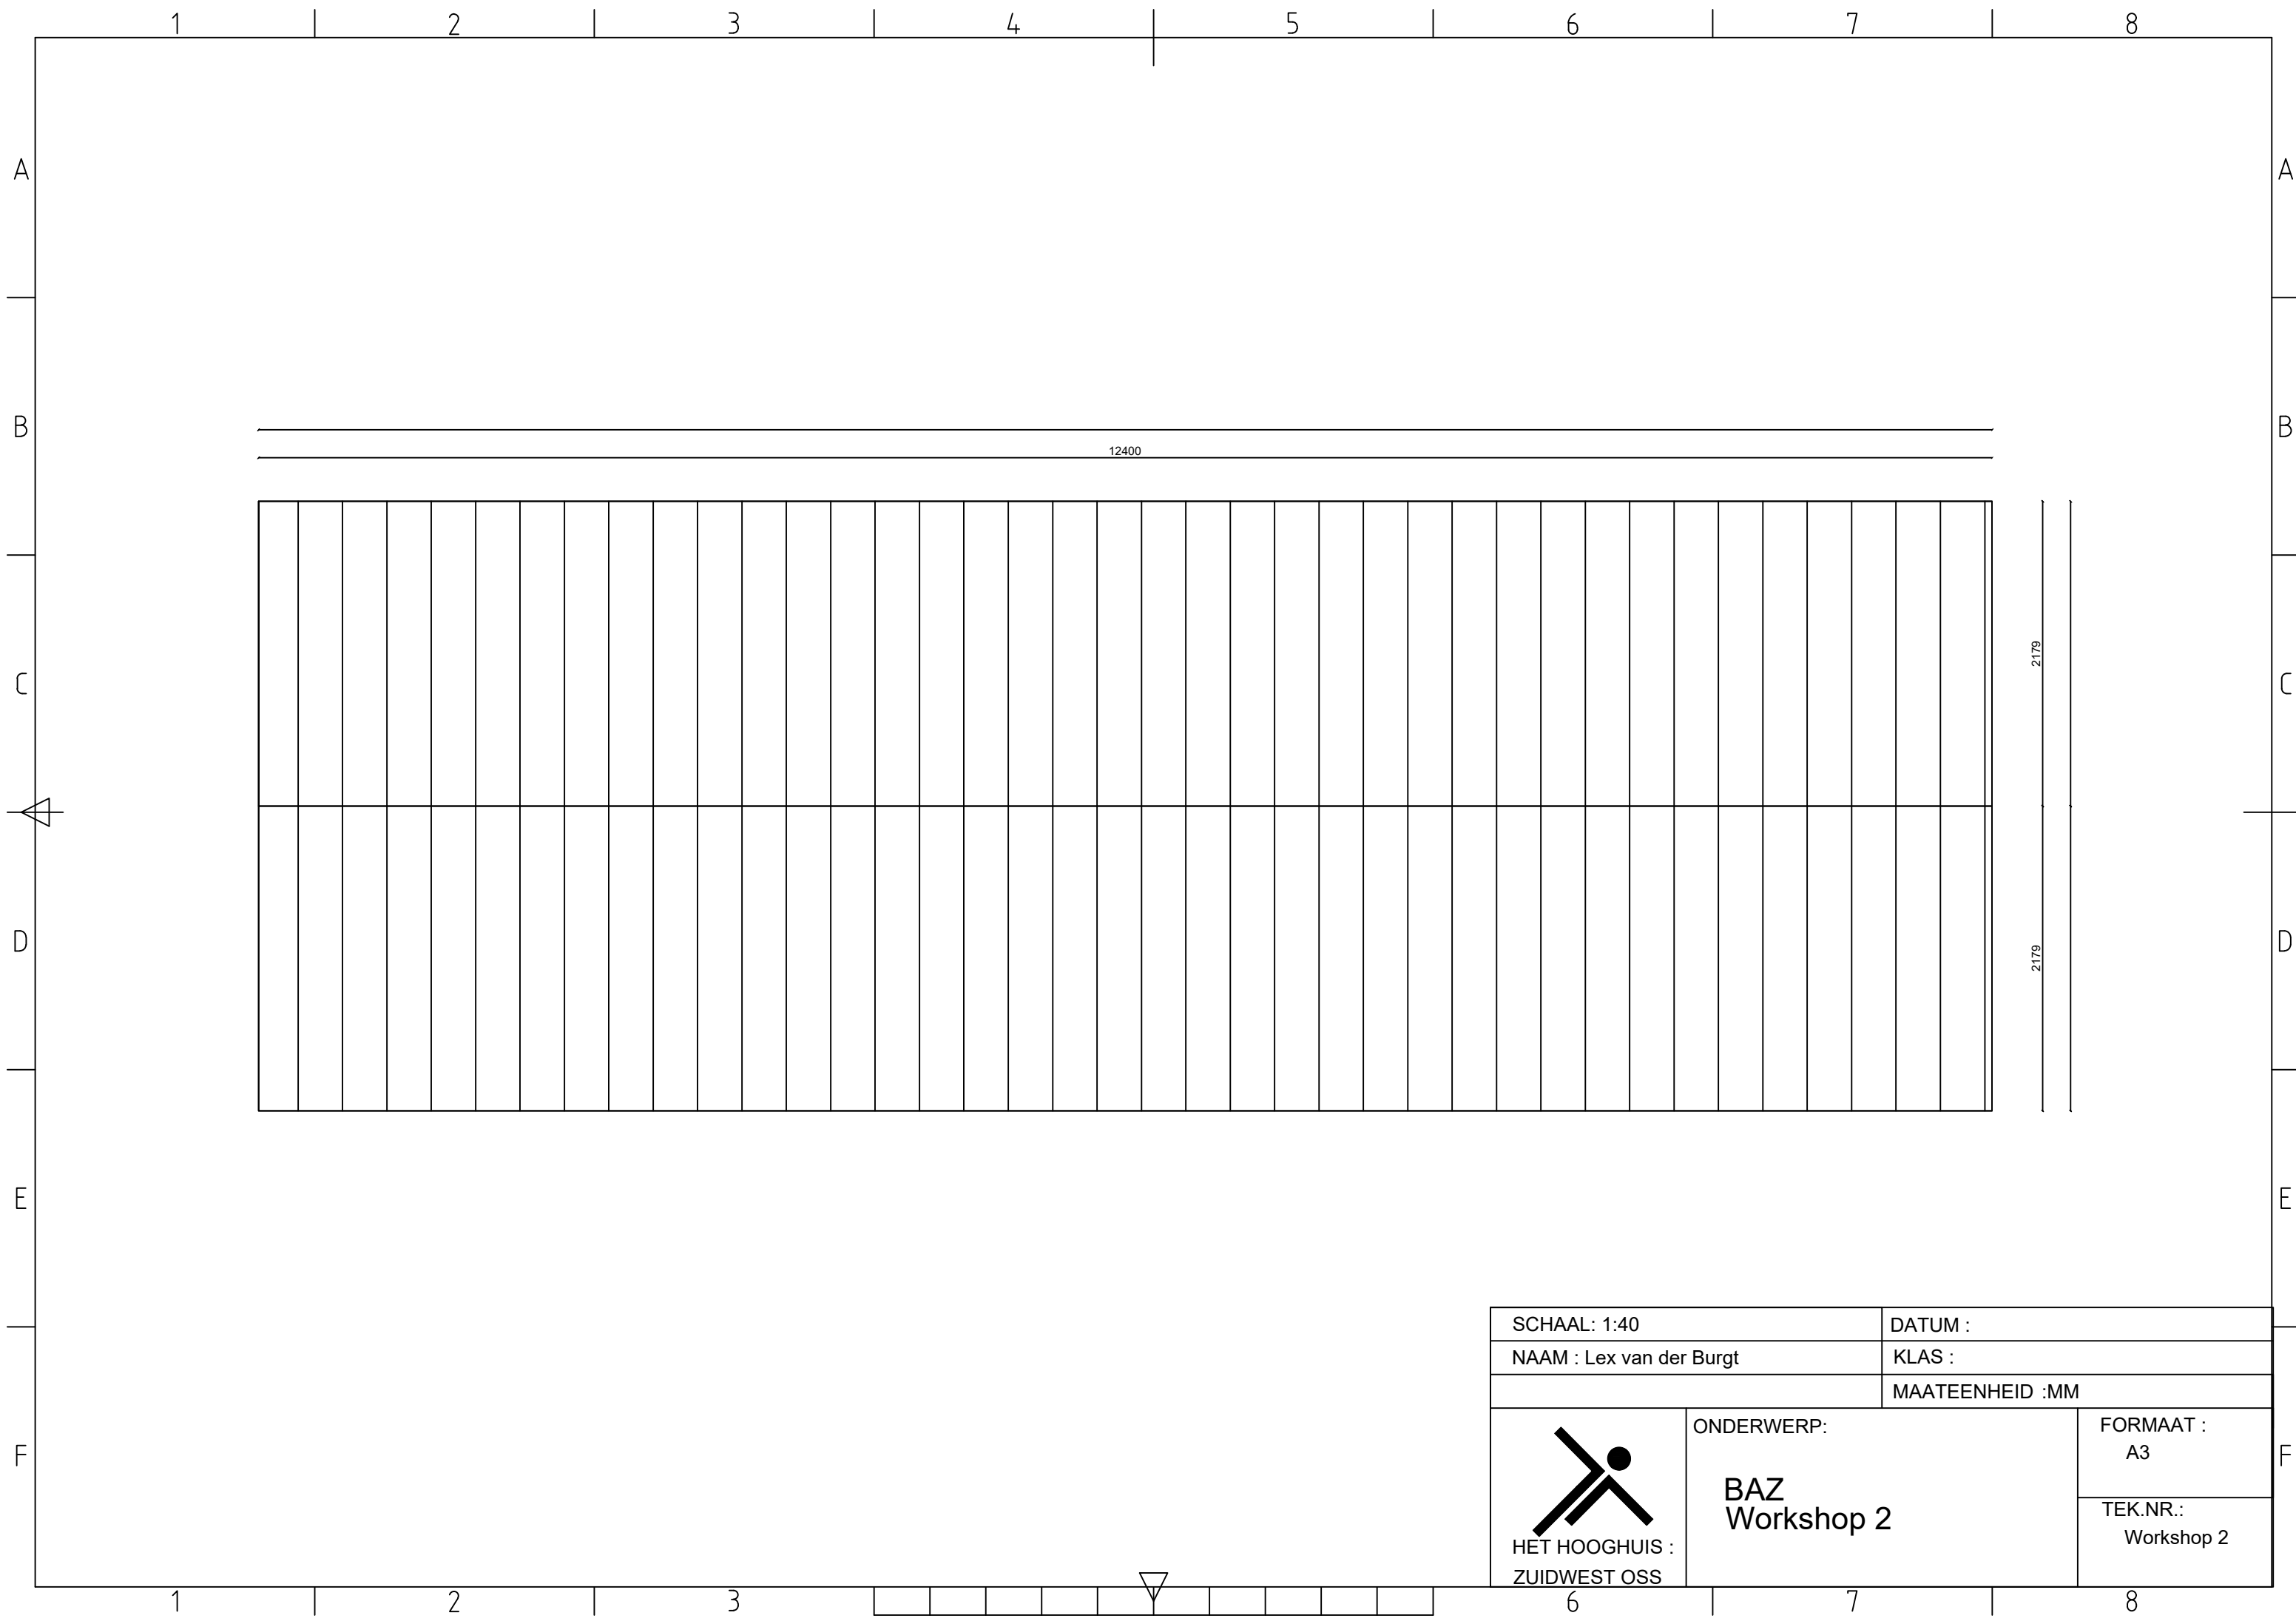 1 2 3 4 5 6 7 8
A A
B B
12400
2179
C C
2179
D D
E E
SCHAAL: 1:40 DATUM :
NAAM : Lex van der Burgt KLAS :
MAATEENHEID :MM
ONDERWERP: FORMAAT :
A3
F F
BAZ
Workshop 2
TEK.NR.:
Workshop 2
HET HOOGHUIS :
ZUIDWEST OSS
1 2 3 6 7 8